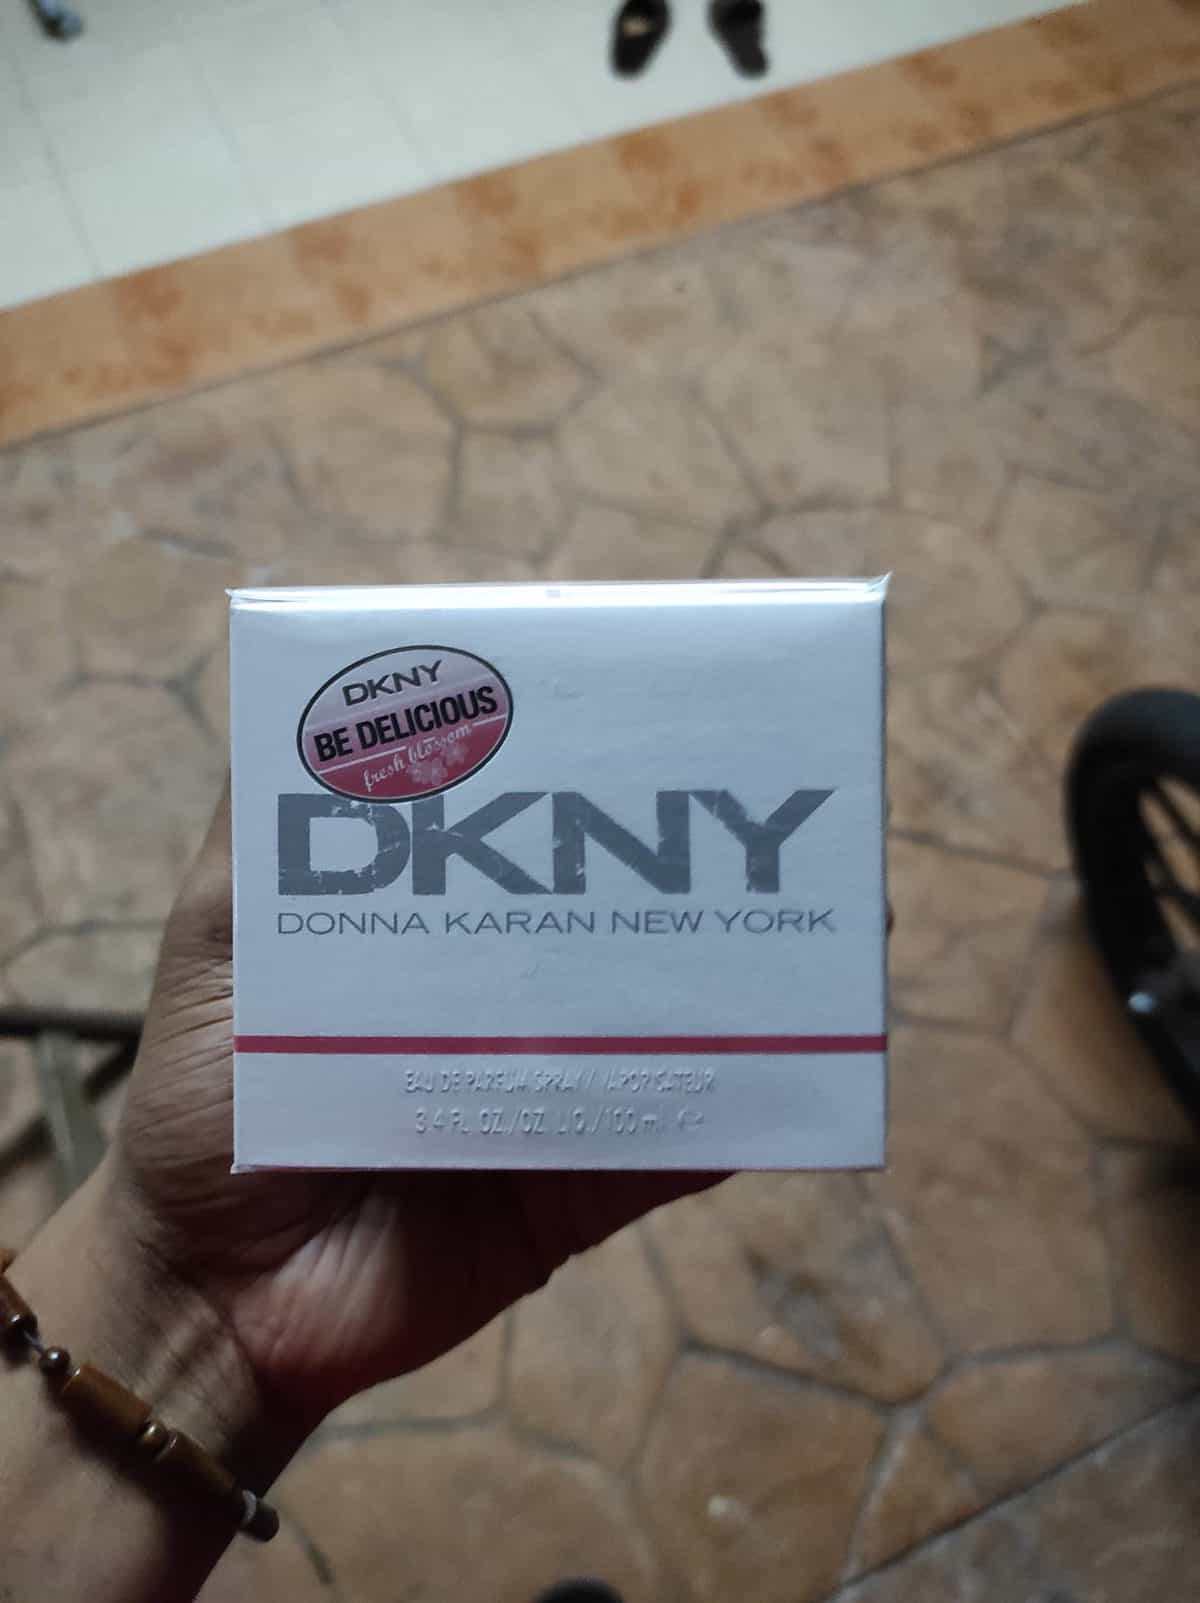 DKNY
BE DELICIOUS
fresh blossom
DKNY
DONNA KARAN NEW YORK
EAU DE PARFUM SPRAY / VAPORISATEUR
3.4 FL. OZ./OZ. LIQ./100 ml e